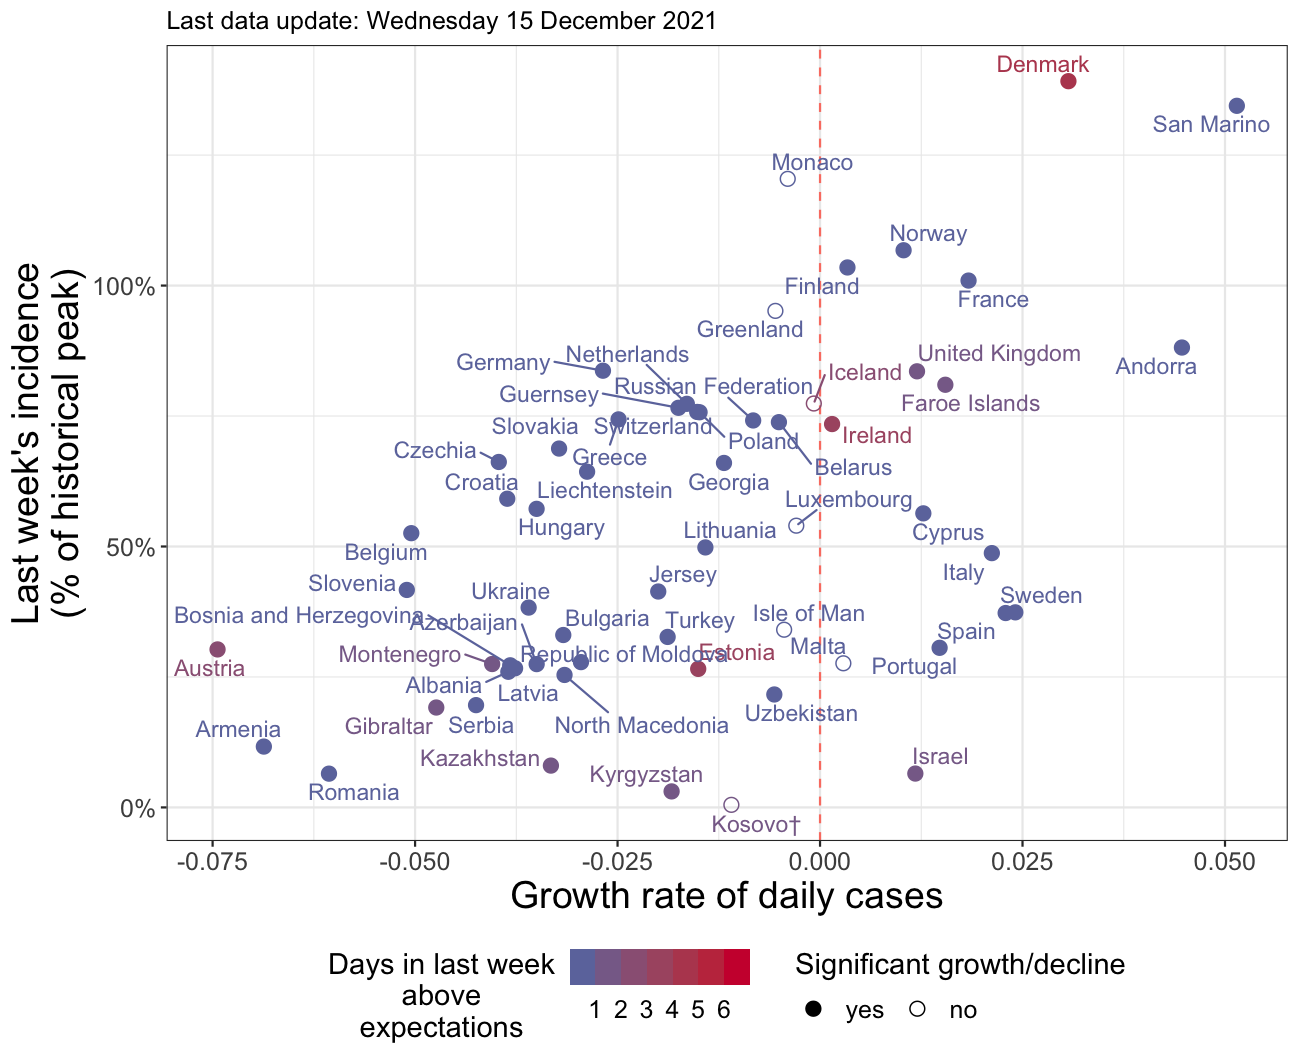 Last data update: Wednesday 15 December 2021
Denmark
San Marino
Monaco
Norway
Finland
France
Greenland
Netherlands
Germany
United Kingdom
Andorra
Iceland
Russian Federation
Guernsey
Faroe Islands
Slovakia
Switzerland
Poland
Ireland
Czechia
Greece
Belarus
Croatia
Liechtenstein
Georgia
Luxembourg
Hungary
Lithuania
Cyprus
Belgium
Italy
Slovenia
Jersey
Ukraine
Sweden
Bosnia and Herzegovina
Azerbaijan
Bulgaria
Turkey
Isle of Man
Spain
Montenegro
Republic of Moldova
Estonia
Malta
Austria
Portugal
Albania
Latvia
Gibraltar
Serbia
North Macedonia
Uzbekistan
Armenia
Kazakhstan
Kyrgyzstan
Israel
Romania
Kosovo†
Last week's incidence
(% of historical peak)
100%
50%
0%
-0.075 -0.050 -0.025 0.000 0.025 0.050
Growth rate of daily cases
Days in last week
above
expectations
1 2 3 4 5 6
Significant growth/decline
yes no